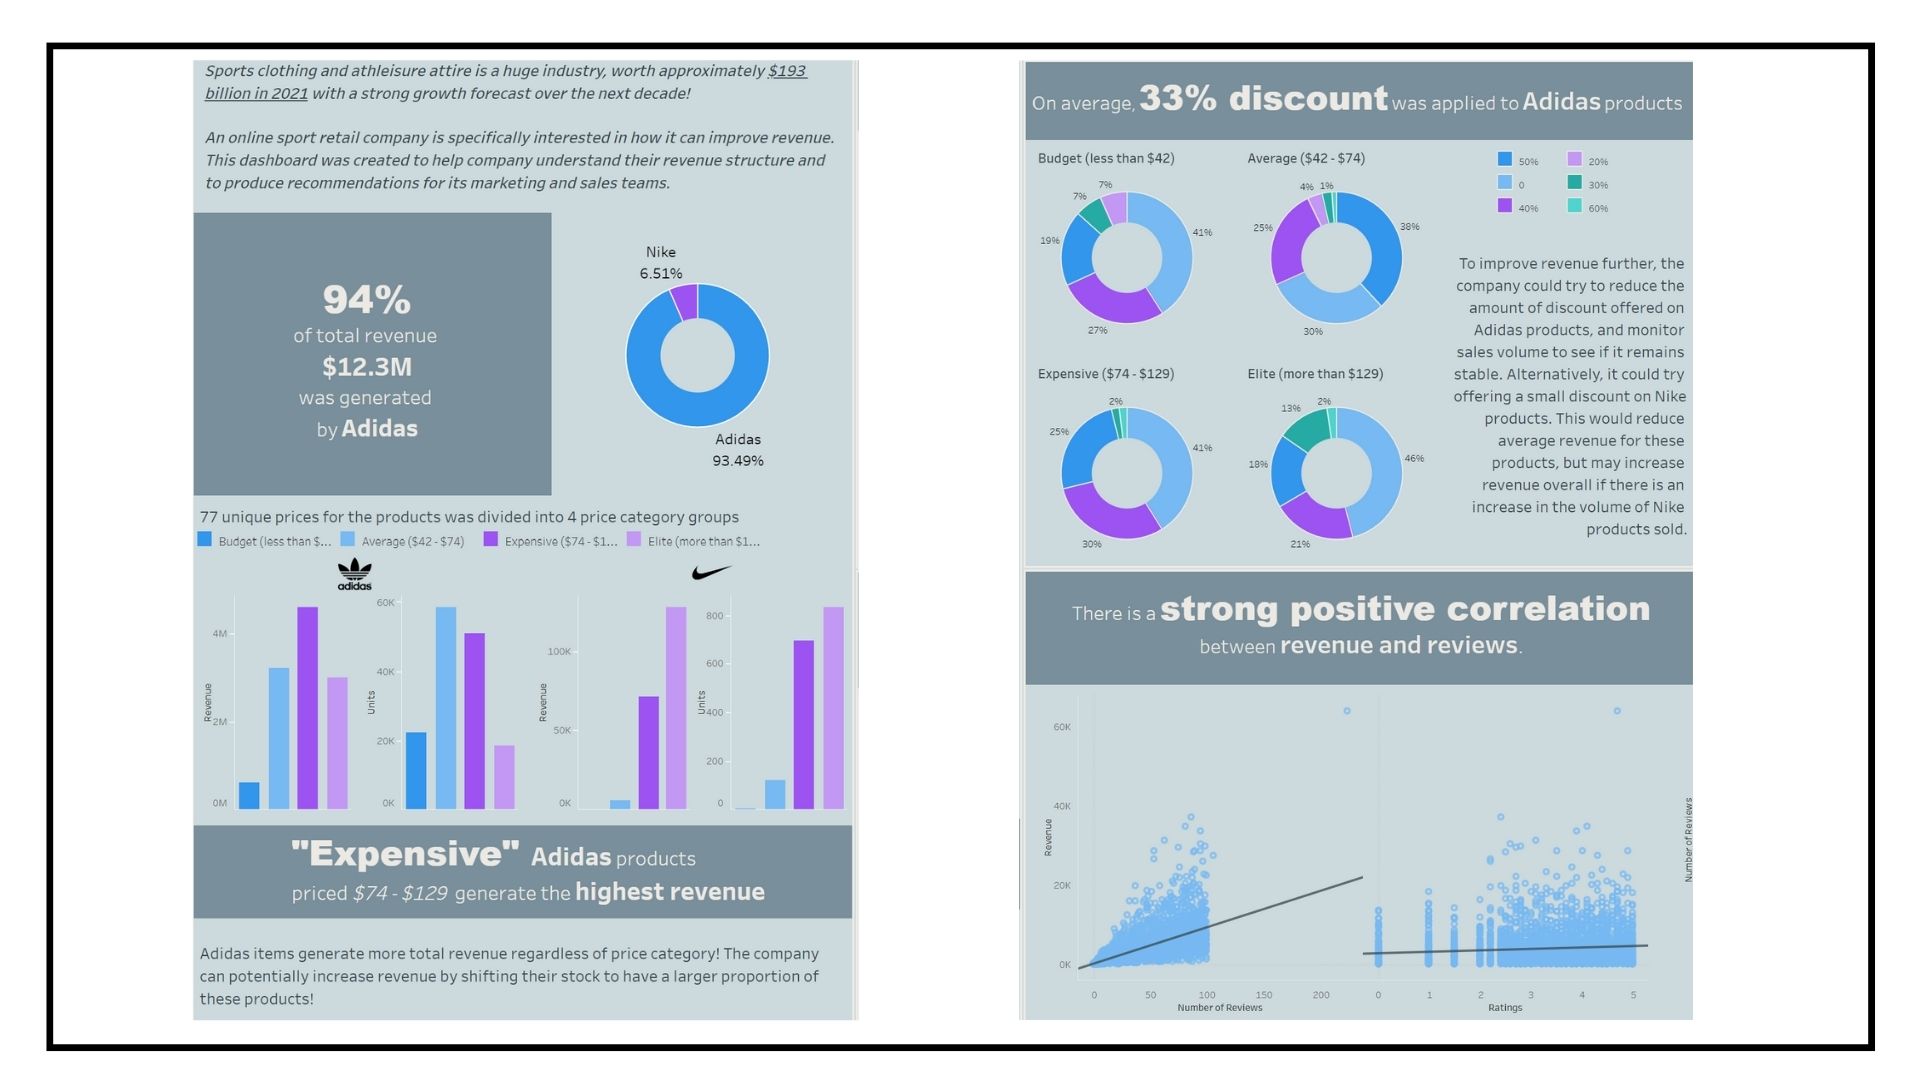 Sports clothing and athleisure attire is a huge industry, worth approximately $193
billion in 2021 with a strong growth forecast over the next decade!
An online sport retail company is specifically interested in how it can improve revenue.
This dashboard was created to help company understand their revenue structure and
to produce recommendations for its marketing and sales teams.
94%
of total revenue
$12.3M
was generated
by Adidas
Nike
6.51%
Adidas
93.49%
77 unique prices for the products was divided into 4 price category groups
Budget (less than $... Average ($42 - $74) Expensive ($74 - $1... Elite (more than $1...
adidas
Revenue
4M
2M
0M
Units
60K
40K
20K
0K
Revenue
100K
50K
0K
Units
800
600
400
200
0
"Expensive" Adidas products
priced $74 - $129 generate the highest revenue
Adidas items generate more total revenue regardless of price category! The company
can potentially increase revenue by shifting their stock to have a larger proportion of
these products!
On average, 33% discount was applied to Adidas products
Budget (less than $42)
7%
7%
19%
41%
27%
Average ($42 - $74)
4% 1%
25%
38%
30%
50% 20%
0 30%
40% 60%
Expensive ($74 - $129)
2%
25%
41%
30%
Elite (more than $129)
13% 2%
18%
46%
21%
To improve revenue further, the
company could try to reduce the
amount of discount offered on
Adidas products, and monitor
sales volume to see if it remains
stable. Alternatively, it could try
offering a small discount on Nike
products. This would reduce
average revenue for these
products, but may increase
revenue overall if there is an
increase in the volume of Nike
products sold.
There is a strong positive correlation
between revenue and reviews.
Revenue
60K
40K
20K
0K
0 50 100 150 200
Number of Reviews
0 1 2 3 4 5
Ratings
Number of Reviews